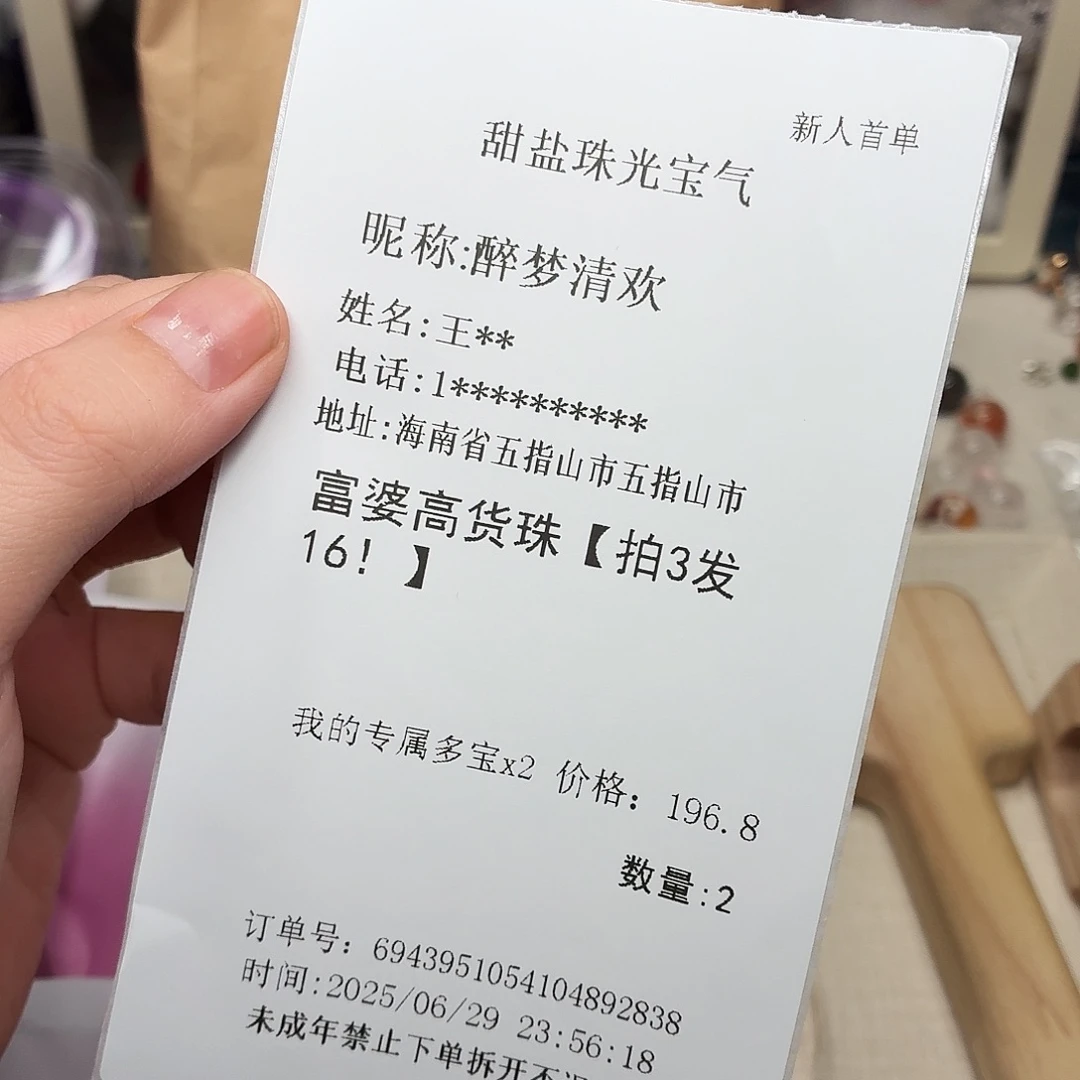 新人首单
甜盐珠光宝气
昵称:醉梦清欢
姓名:王**
电话:1**********
地址:海南省五指山市五指山市
富婆高货珠【拍3发
16! 】
我的专属多宝x2 价格: 196.8
数量:2
订单号: 6943951054104892838
时间:2025/06/29 23:56:18
未成年禁止下单拆开不